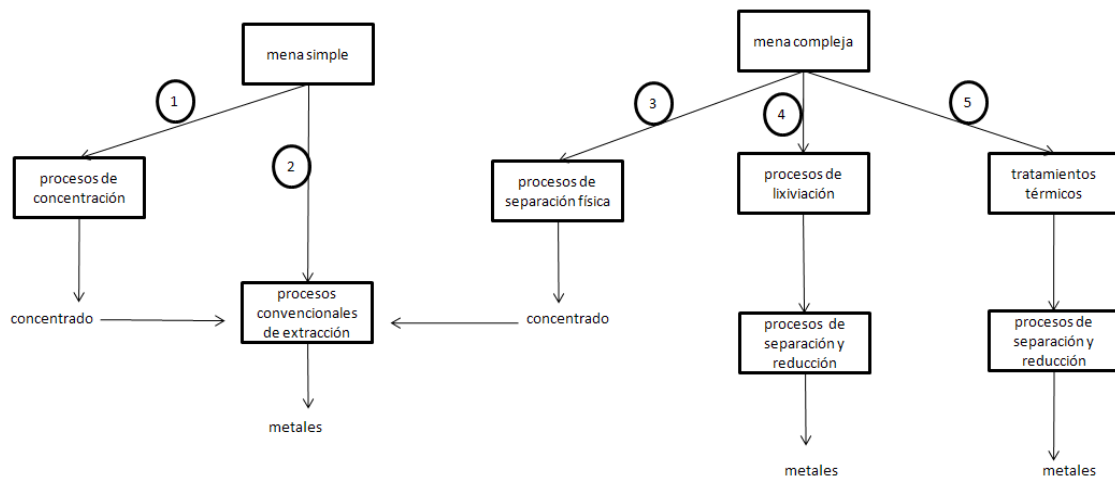 mena simple
mena compleja
1
2
3
4
5
procesos de
concentración
procesos de
separación física
procesos de
lixiviación
tratamientos
térmicos
concentrado
procesos
convencionales
de extracción
concentrado
procesos de
separación y
reducción
procesos de
separación y
reducción
metales
metales
metales